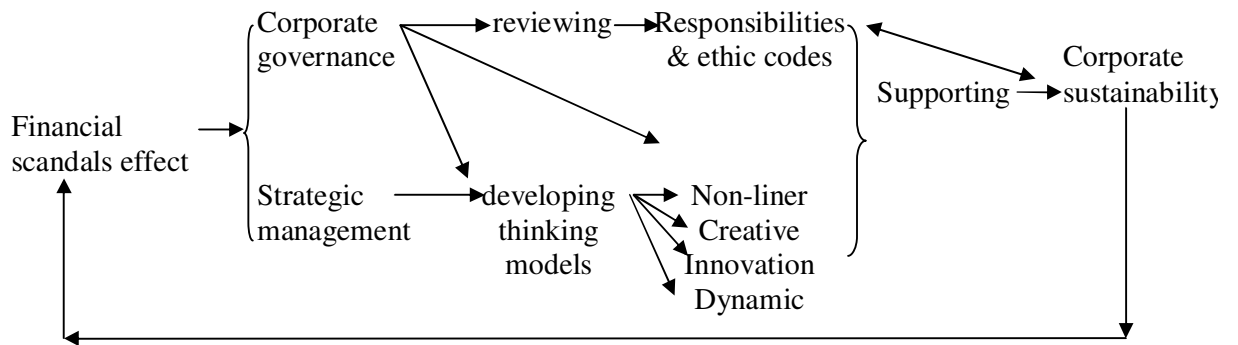 Corporate
governance
reviewing
Responsibilities
& ethic codes
Corporate
sustainability
Supporting
Financial
scandals effect
Strategic
management
developing
thinking
models
Non-liner
Creative
Innovation
Dynamic